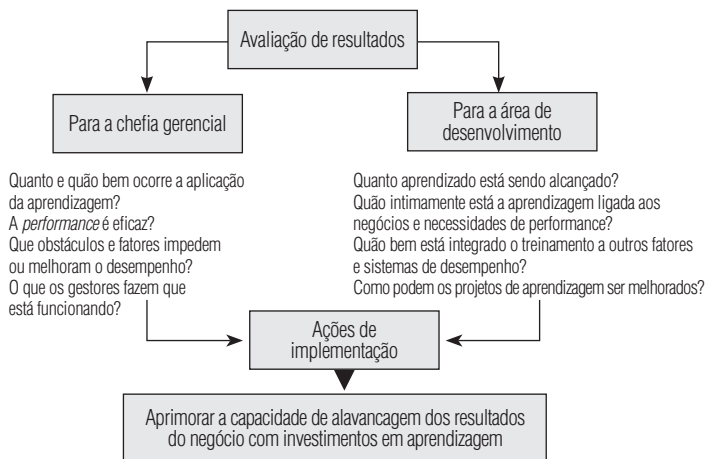 Avaliação de resultados
Para a chefia gerencial
Para a área de
desenvolvimento
Quanto e quão bem ocorre a aplicação
da aprendizagem?
A performance é eficaz?
Que obstáculos e fatores impedem
ou melhoram o desempenho?
O que os gestores fazem que
está funcionando?
Quanto aprendizado está sendo alcançado?
Quão intimamente está a aprendizagem ligada aos
negócios e necessidades de performance?
Quão bem está integrado o treinamento a outros fatores
e sistemas de desempenho?
Como podem os projetos de aprendizagem ser melhorados?
Ações de
implementação
Aprimorar a capacidade de alavancagem dos resultados
do negócio com investimentos em aprendizagem